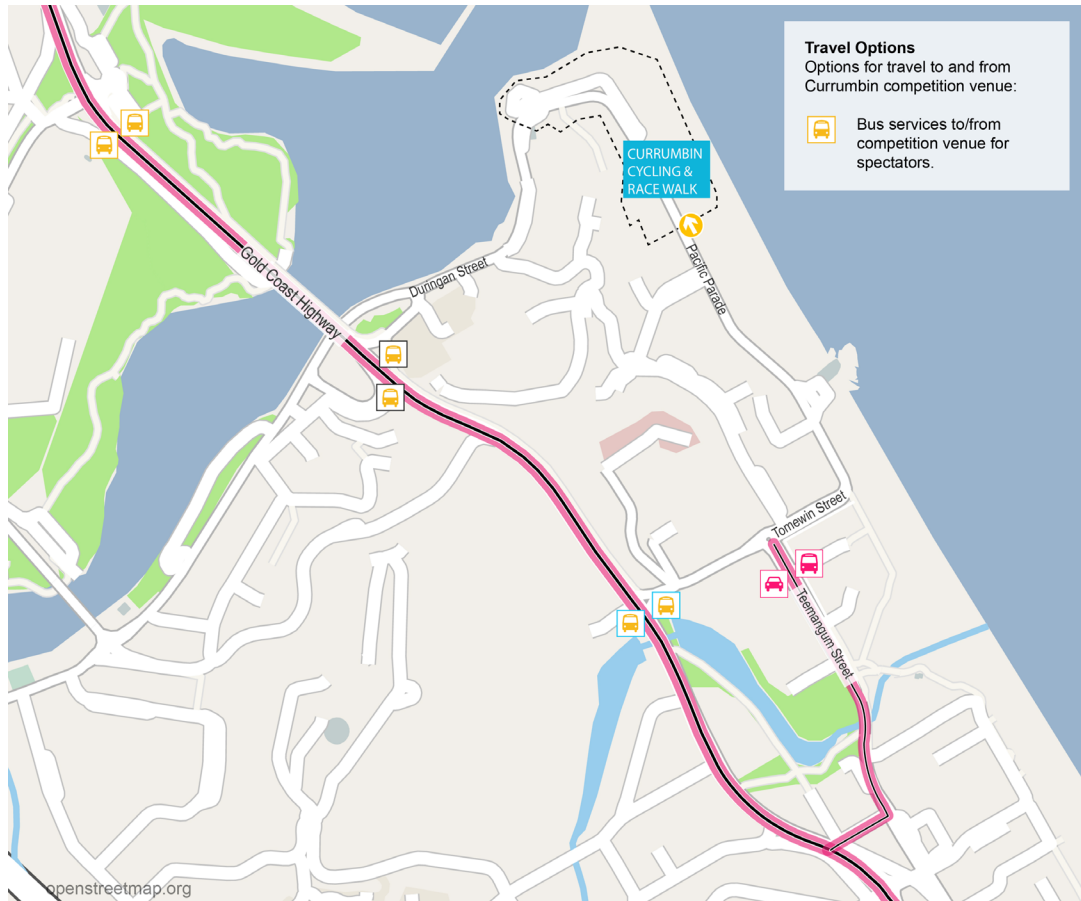 Travel Options
Options for travel to and from
Currumbin competition venue:
Bus services to/from
competition venue for
spectators.
CURRUMBIN
CYCLING &
RACE WALK
Pacific Parade
Duringan Street
Gold Coast Highway
Tomewin Street
Teemangum Street
openstreetmap.org